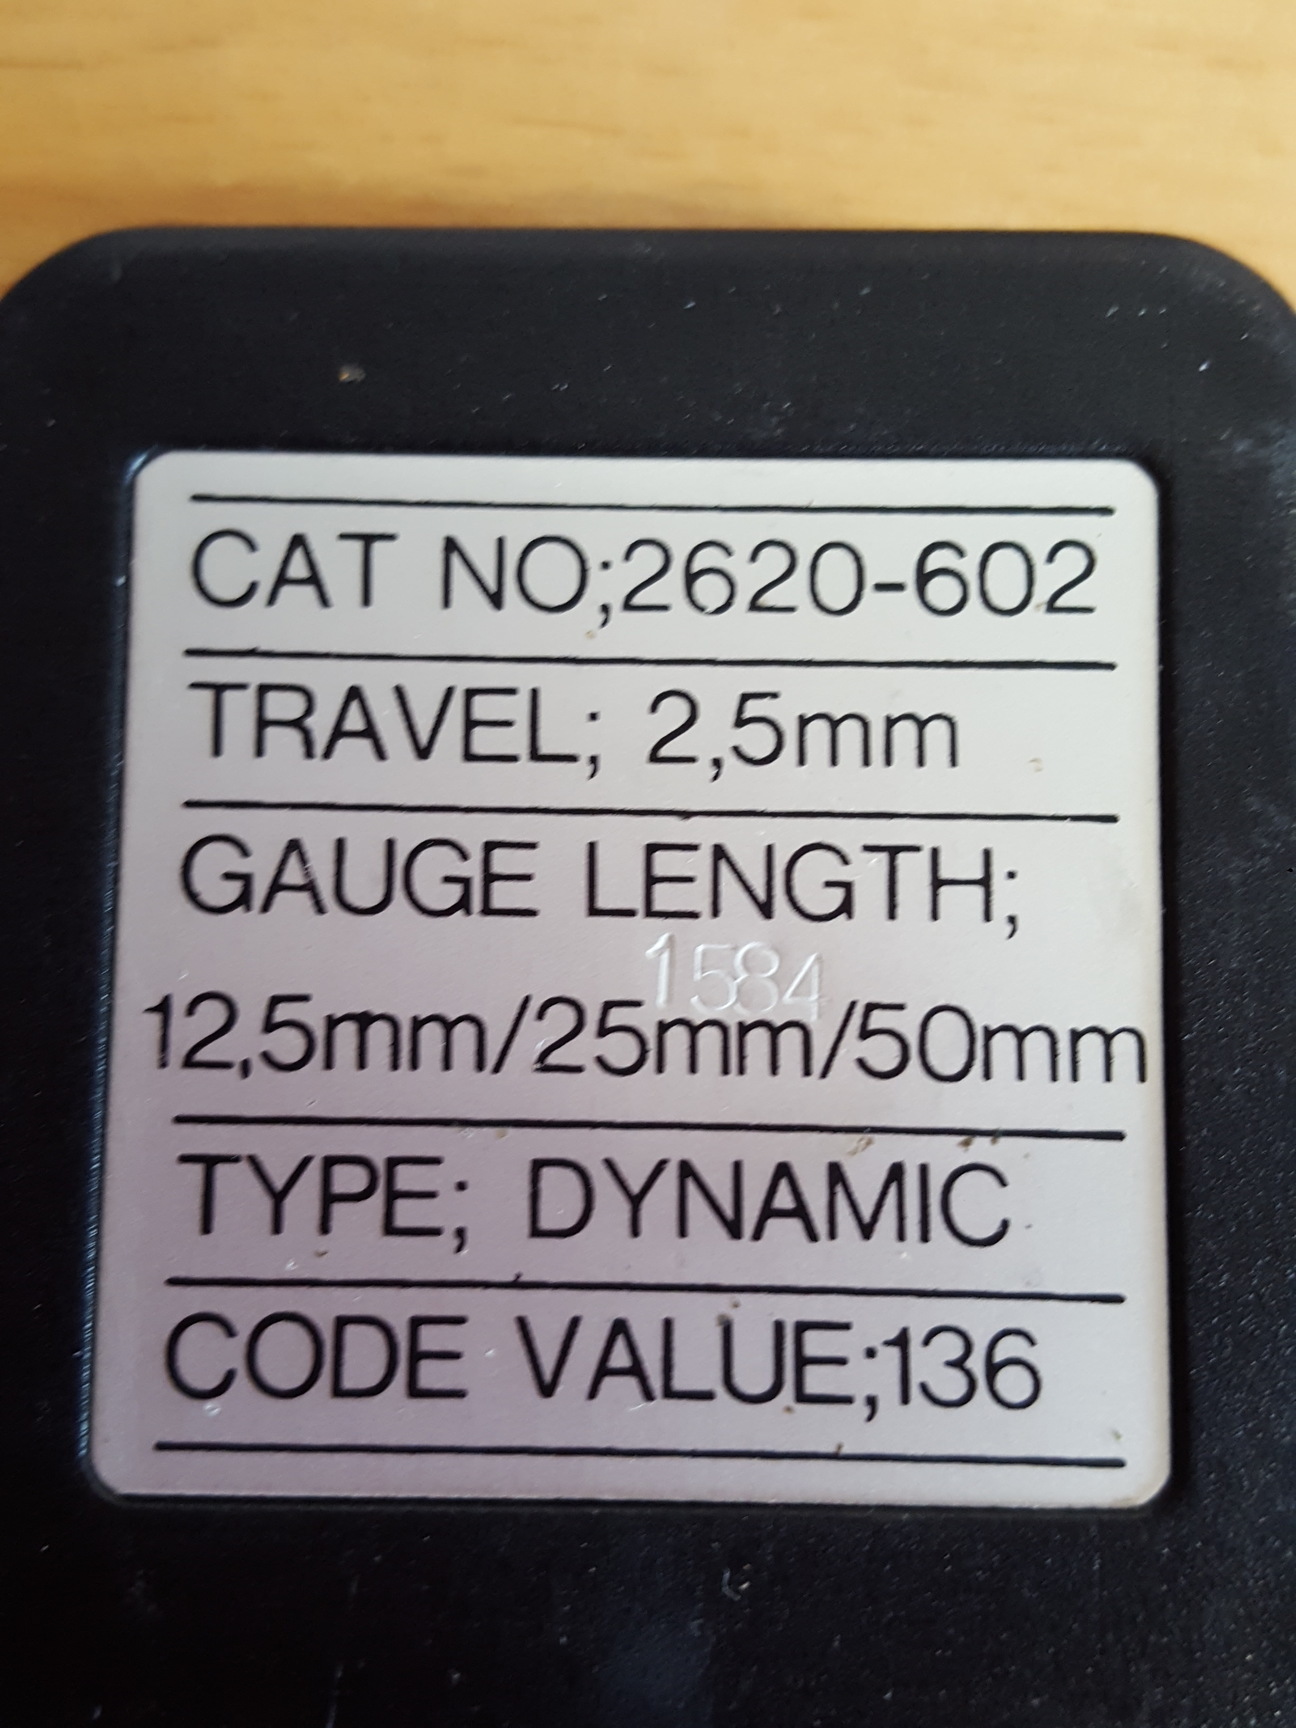 CAT NO;2620-602
TRAVEL; 2,5mm
GAUGE LENGTH;
1584
12,5mm/25mm/50mm
TYPE; DYNAMIC
CODE VALUE;136